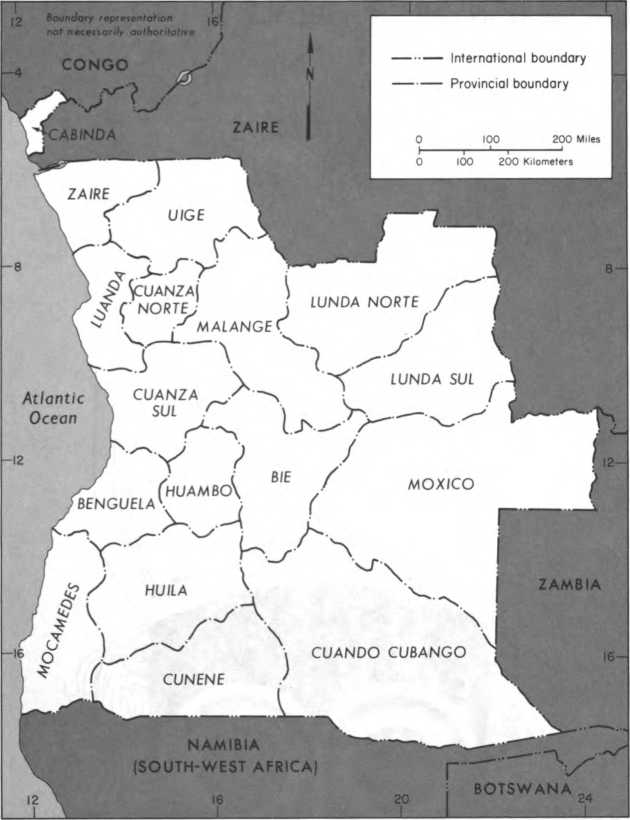 12
16
Boundary representation
not necessarily authoritative
International boundary
Provincial boundary
0 100 200 Miles
0 100 200 Kilometers
N
4
CONGO
CABINDA
ZAIRE
ZAIRE
UIGE
8
8
LUANDA
CUANZA
NORTE
MALANGE
LUNDA NORTE
LUNDA SUL
CUANZA
SUL
Atlantic
Ocean
12
12
BENGUELA
HUAMBO
BIE
MOXICO
MOCAMEDES
HUILA
ZAMBIA
16
16
CUNENE
CUANDO CUBANGO
NAMIBIA
(SOUTH-WEST AFRICA)
BOTSWANA
12
16
20
24